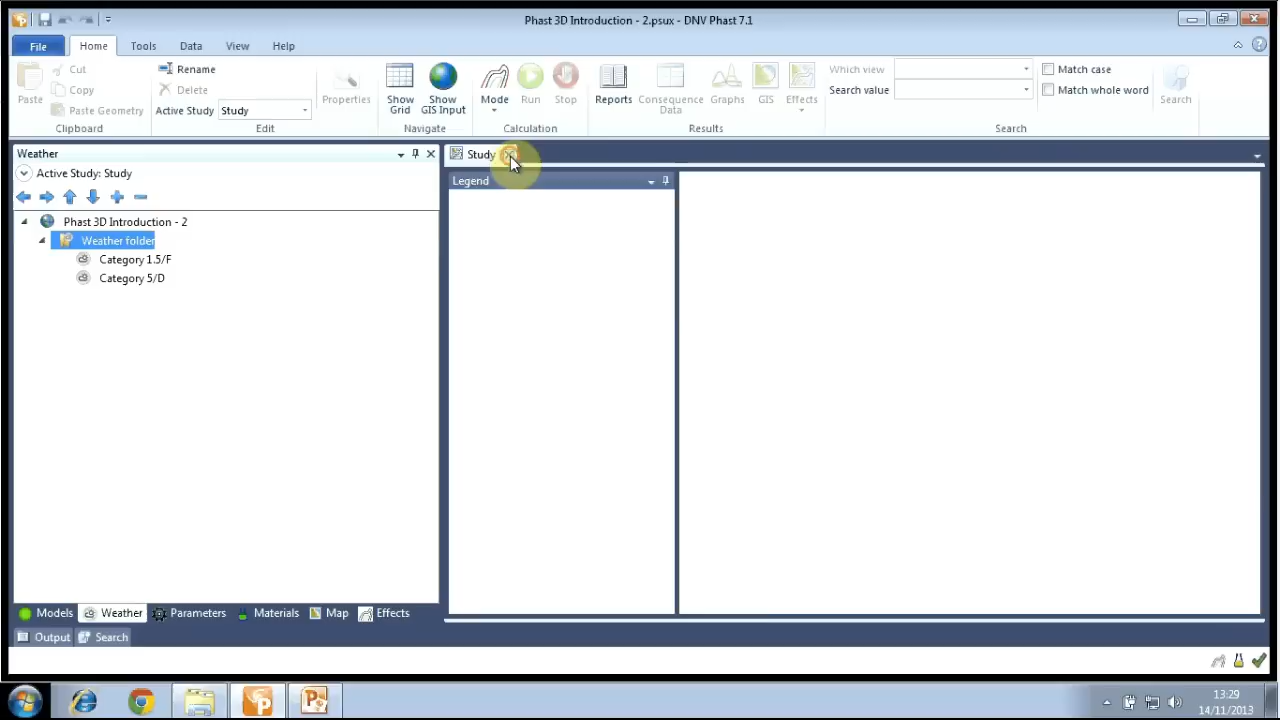 Phast 3D Introduction - 2.psux - DNV Phast 7.1
File Home Tools Data View Help
Paste
Cut
Copy
Paste Geometry
Clipboard
Rename
Delete
Active Study: Study
Edit
Properties
Show Grid
Show GIS Input
Navigate
Mode
Run
Stop
Calculation
Reports
Consequence Data
Graphs
GIS
Effects
Results
Which view
Search value
Match case
Match whole word
Search
Search
Weather
Active Study: Study
Phast 3D Introduction - 2
Weather folder
Category 1.5/F
Category 5/D
Study
Legend
Models Weather Parameters Materials Map Effects
Output Search
13:29
14/11/2013